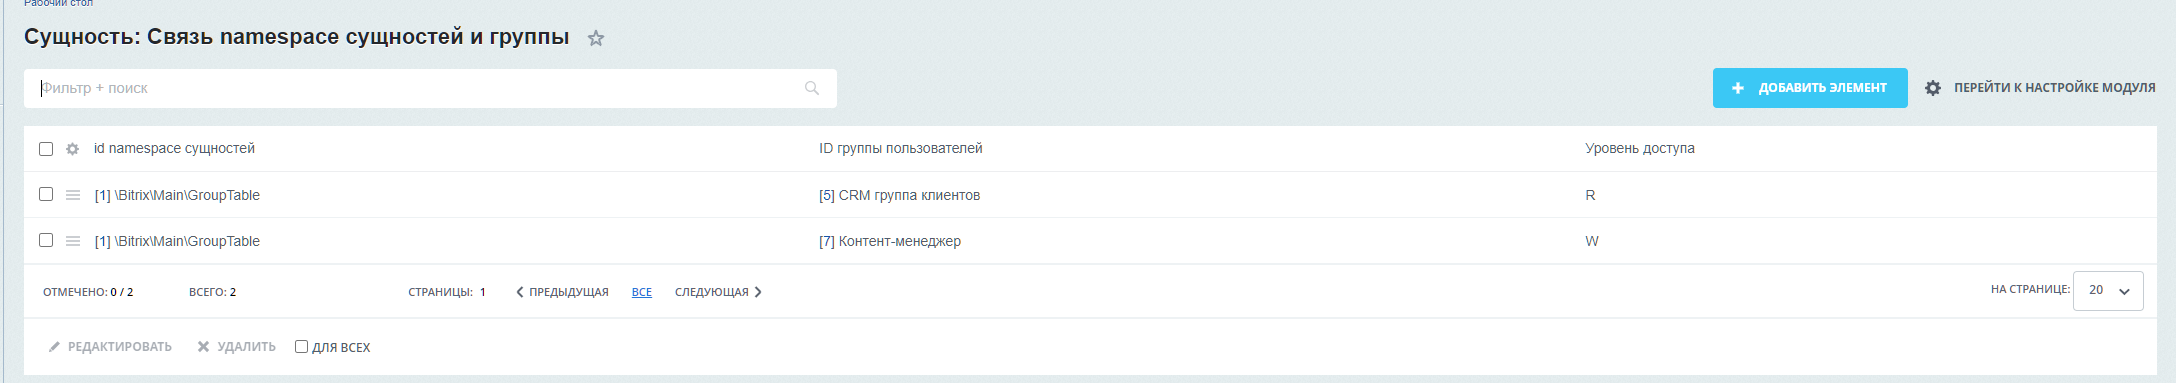 Рабочий стол
Сущность: Связь namespace сущностей и группы
Фильтр + поиск
ДОБАВИТЬ ЭЛЕМЕНТ
ПЕРЕЙТИ К НАСТРОЙКЕ МОДУЛЯ
id namespace сущностей ID группы пользователей Уровень доступа
[1] \Bitrix\Main\GroupTable [5] CRM группа клиентов R
[1] \Bitrix\Main\GroupTable [7] Контент-менеджер W
ОТМЕЧЕНО: 0 / 2 ВСЕГО: 2 СТРАНИЦЫ: 1 ПРЕДЫДУЩАЯ ВСЕ СЛЕДУЮЩАЯ НА СТРАНИЦЕ: 20
РЕДАКТИРОВАТЬ УДАЛИТЬ ДЛЯ ВСЕХ